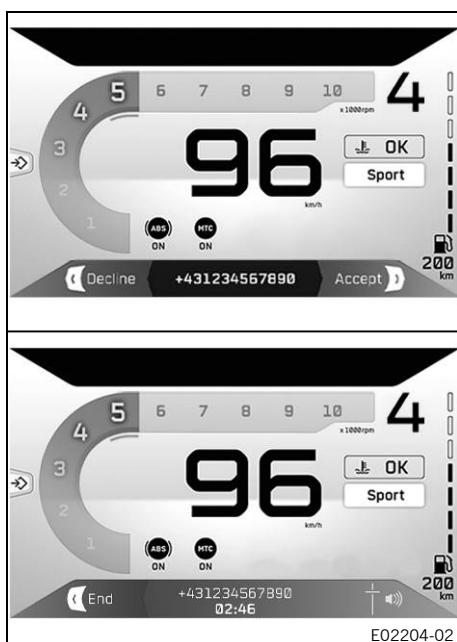 5 6 7 8 9 10
x1000rpm
4
4
3
2
1
96
km/h
OK
Sport
(ABS) MTC
ON ON
200
km
Decline +431234567890 Accept
5 6 7 8 9 10
x1000rpm
4
4
3
2
1
96
km/h
OK
Sport
(ABS) MTC
ON ON
200
km
End +431234567890
02:46
E02204-02